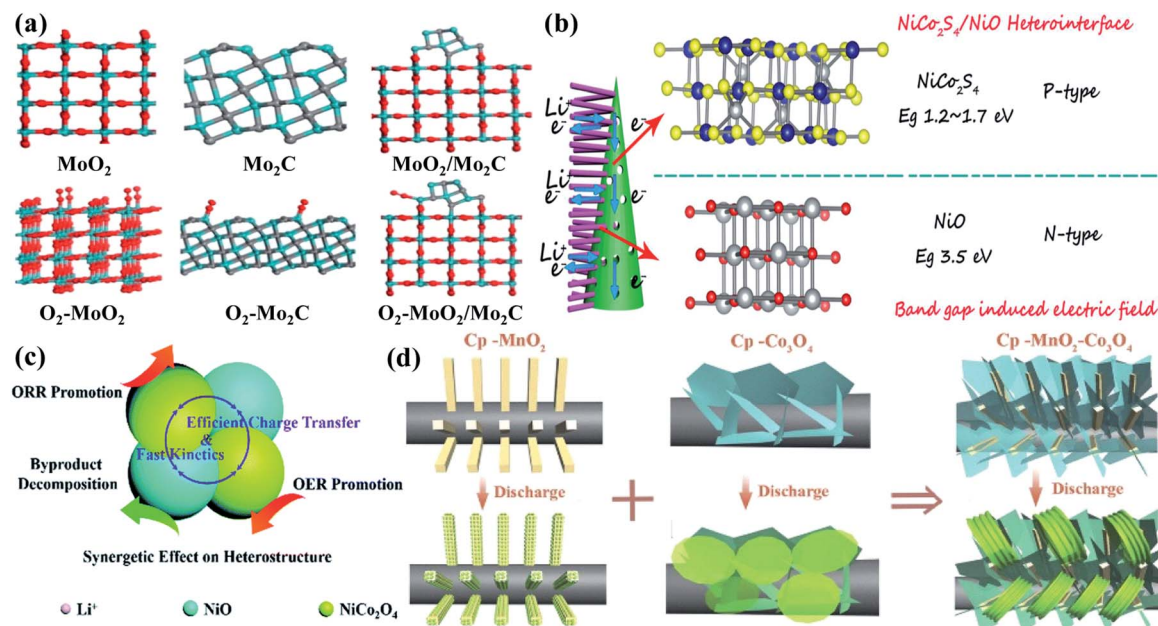 (a)
MoO₂
Mo₂C
MoO₂/Mo₂C
O₂-MoO₂
O₂-Mo₂C
O₂-MoO₂/Mo₂C
(b)
Li⁺
e⁻
e⁻
Li⁺
e⁻
e⁻
Li⁺
e⁻
e⁻
NiCo₂S₄/NiO Heterointerface
NiCo₂S₄
P-type
Eg 1.2~1.7 eV
NiO
N-type
Eg 3.5 eV
Band gap induced electric field
(c)
ORR Promotion
Efficient Charge Transfer
&
Fast Kinetics
Byproduct
Decomposition
OER Promotion
Synergetic Effect on Heterostructure
Li⁺
NiO
NiCo₂O₄
(d)
Cp -MnO₂
Cp -Co₃O₄
Cp -MnO₂-Co₃O₄
Discharge
+
Discharge
Discharge